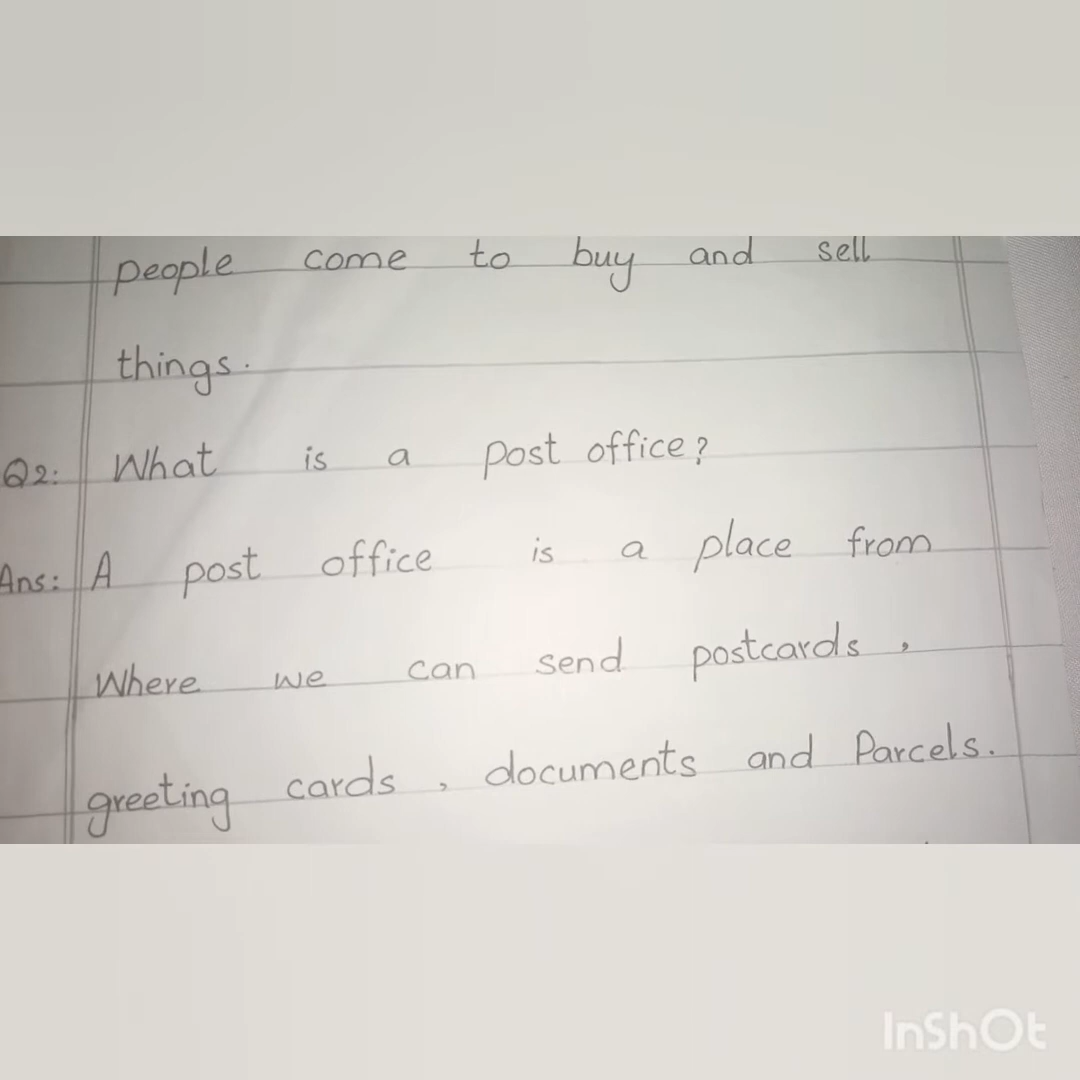 people come to buy and sell
things.
Q2: What is a post office?
Ans: A post office is a place from
Where we can send postcards,
greeting cards, documents and Parcels.
InShOt